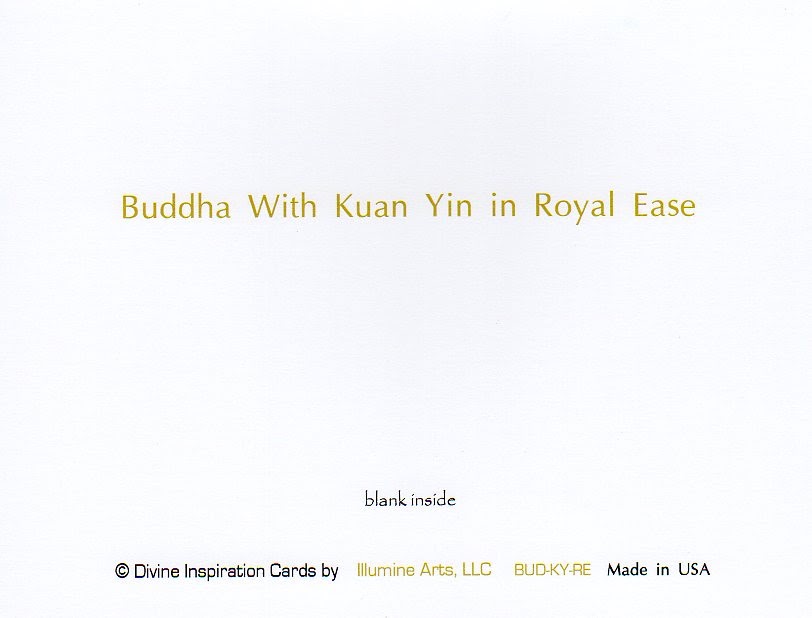 Buddha With Kuan Yin in Royal Ease
blank inside
© Divine Inspiration Cards by Illumine Arts, LLC BUD-KY-RE Made in USA